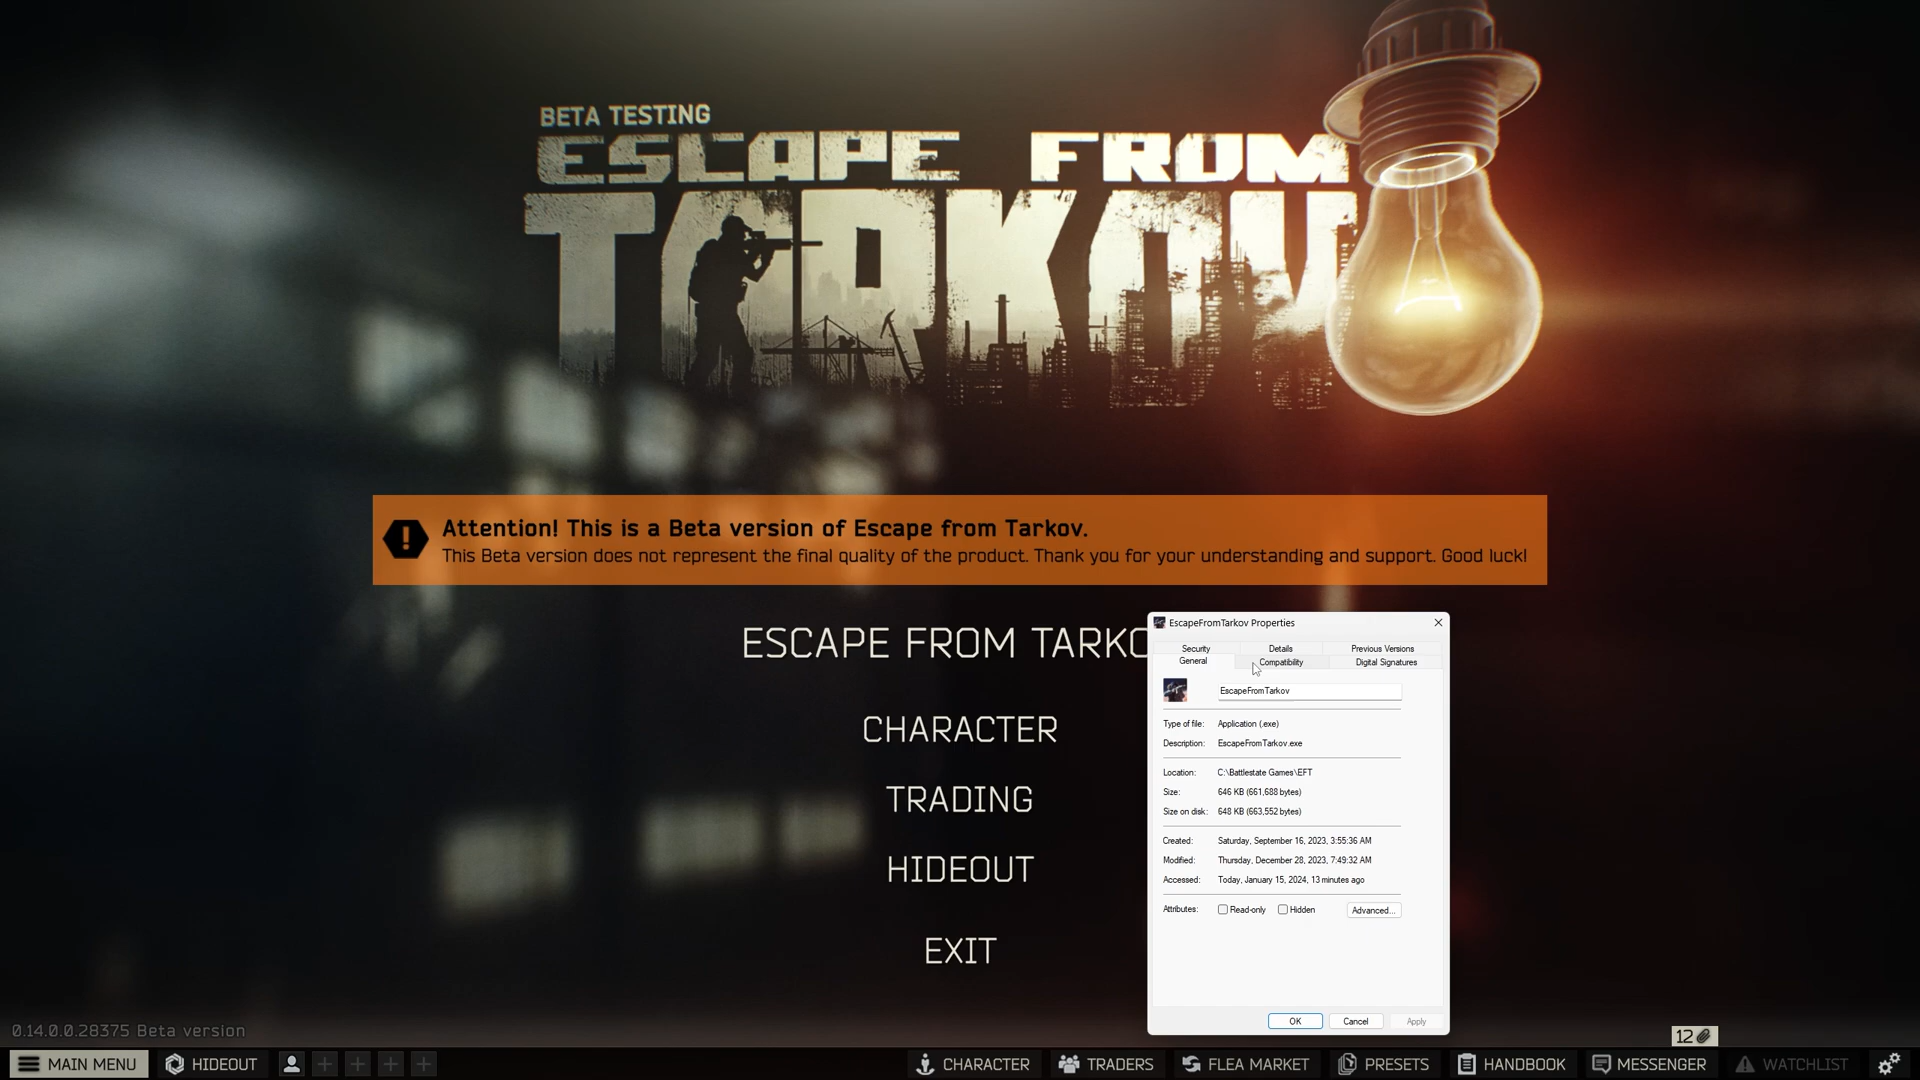 BETA TESTING
ESCAPE FROM
TARKOV
Attention! This is a Beta version of Escape from Tarkov.
This Beta version does not represent the final quality of the product. Thank you for your understanding and support. Good luck!
ESCAPE FROM TARKO
CHARACTER
TRADING
HIDEOUT
EXIT
EscapeFromTarkov Properties
Security Details Previous Versions
General Compatibility Digital Signatures
EscapeFromTarkov
Type of file: Application (.exe)
Description: EscapeFromTarkov.exe
Location: C:\Battlestate Games\EFT
Size: 646 KB (661,688 bytes)
Size on disk: 648 KB (663,552 bytes)
Created: Saturday, September 16, 2023, 3:55:36 AM
Modified: Thursday, December 28, 2023, 7:49:32 AM
Accessed: Today, January 15, 2024, 13 minutes ago
Attributes: Read-only Hidden Advanced...
OK Cancel Apply
0.14.0.0.28375 Beta version
12
MAIN MENU HIDEOUT CHARACTER TRADERS FLEA MARKET PRESETS HANDBOOK MESSENGER WATCHLIST